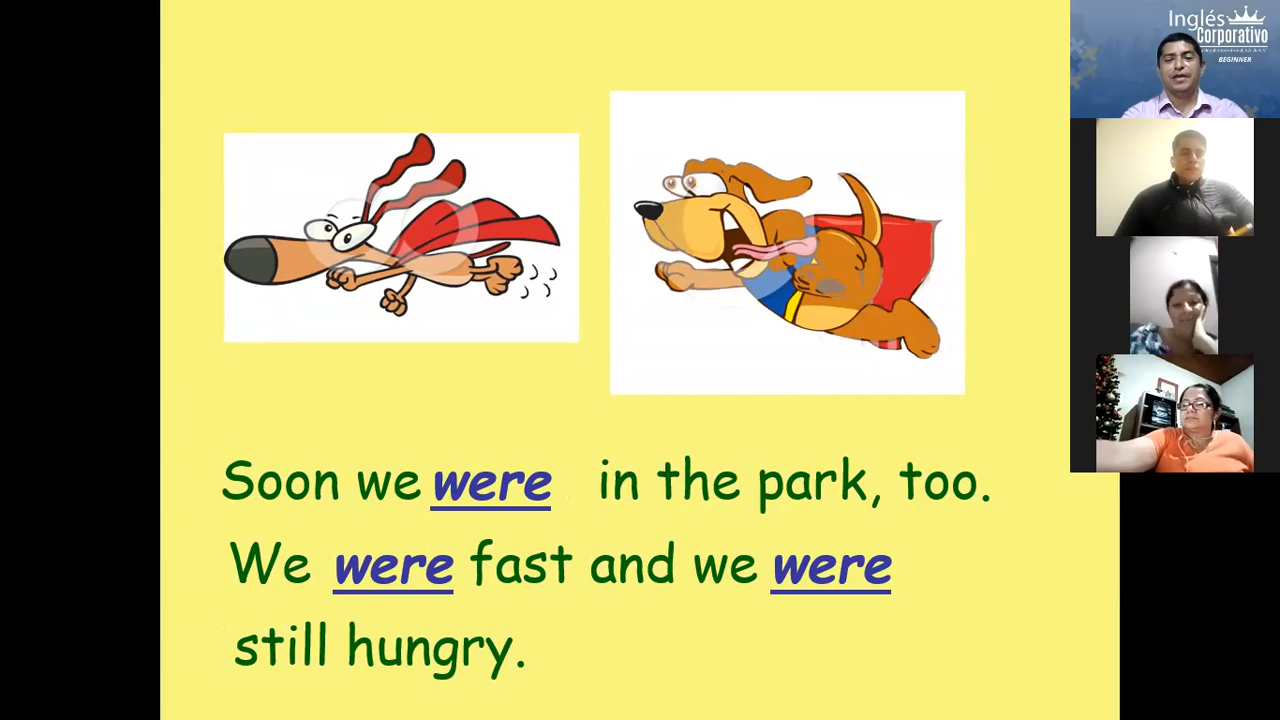 Soon we were in the park, too.
We were fast and we were
still hungry.
Inglés
Corporativo
BEGINNER